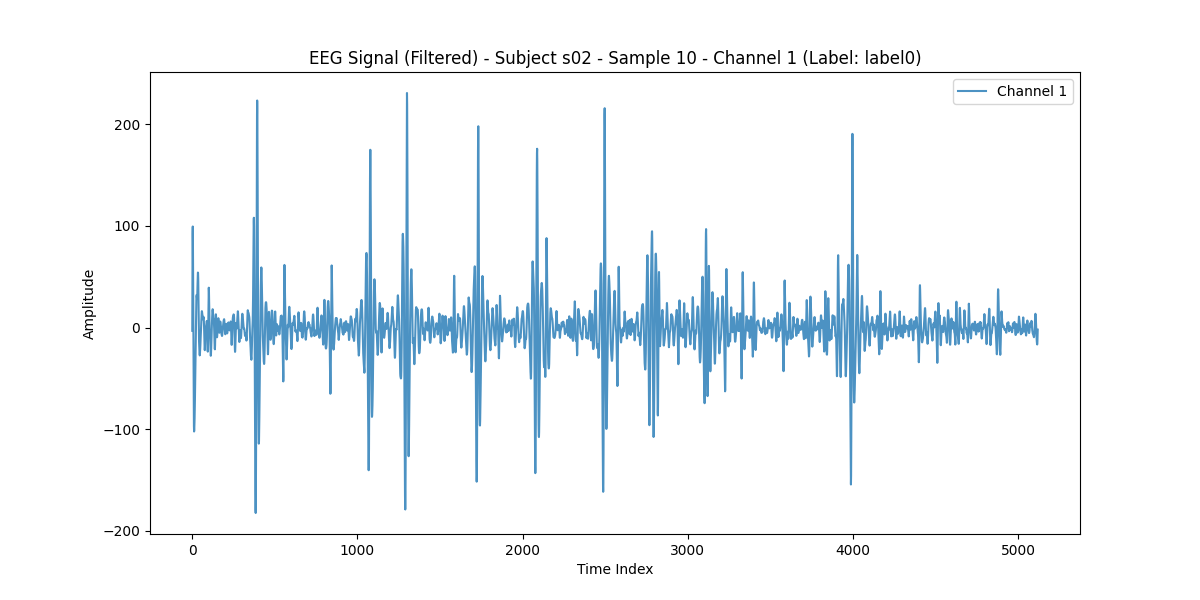 EEG Signal (Filtered) - Subject s02 - Sample 10 - Channel 1 (Label: label0)
Channel 1
200
100
0
−100
−200
Amplitude
0 1000 2000 3000 4000 5000
Time Index